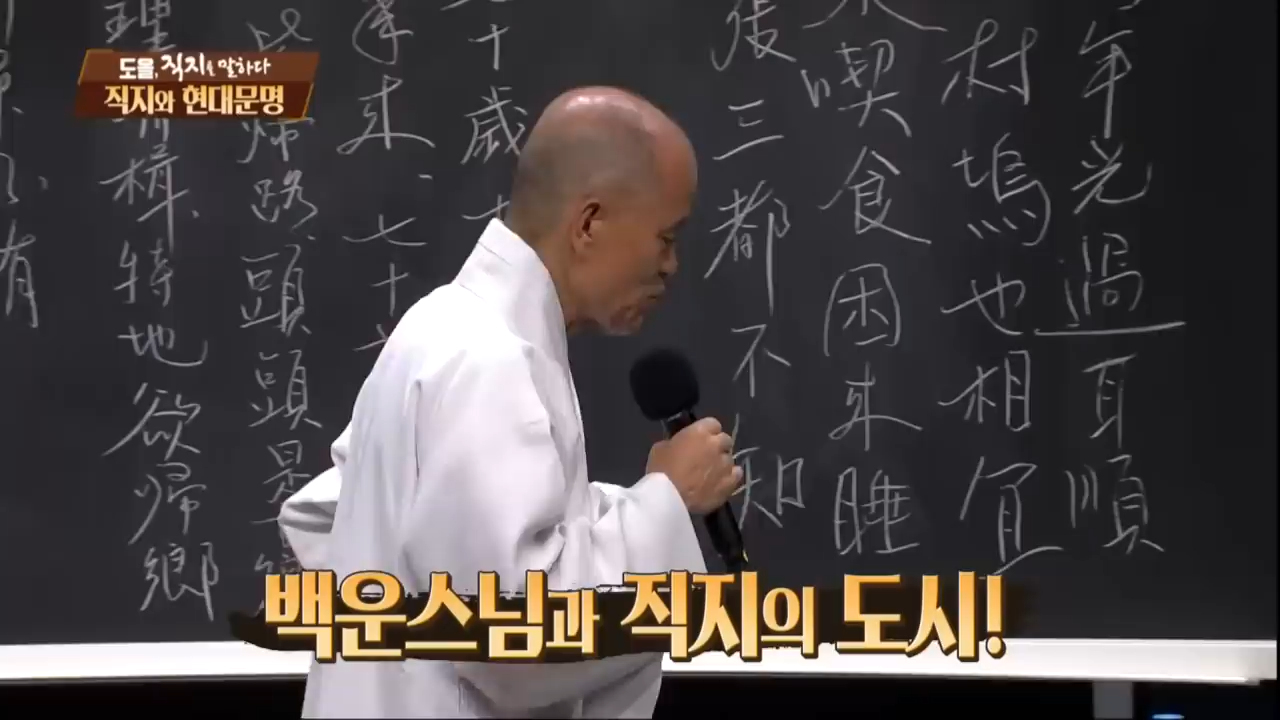 도올, 직지를 말하다
직지와 현대문명
年光過耳順
村塢也相宜
喫食困來睡
張三都不知
十歲
來七十
皆歸路頭頭是
理 特地欲歸鄉
有
백운스님과 직지의 도시!